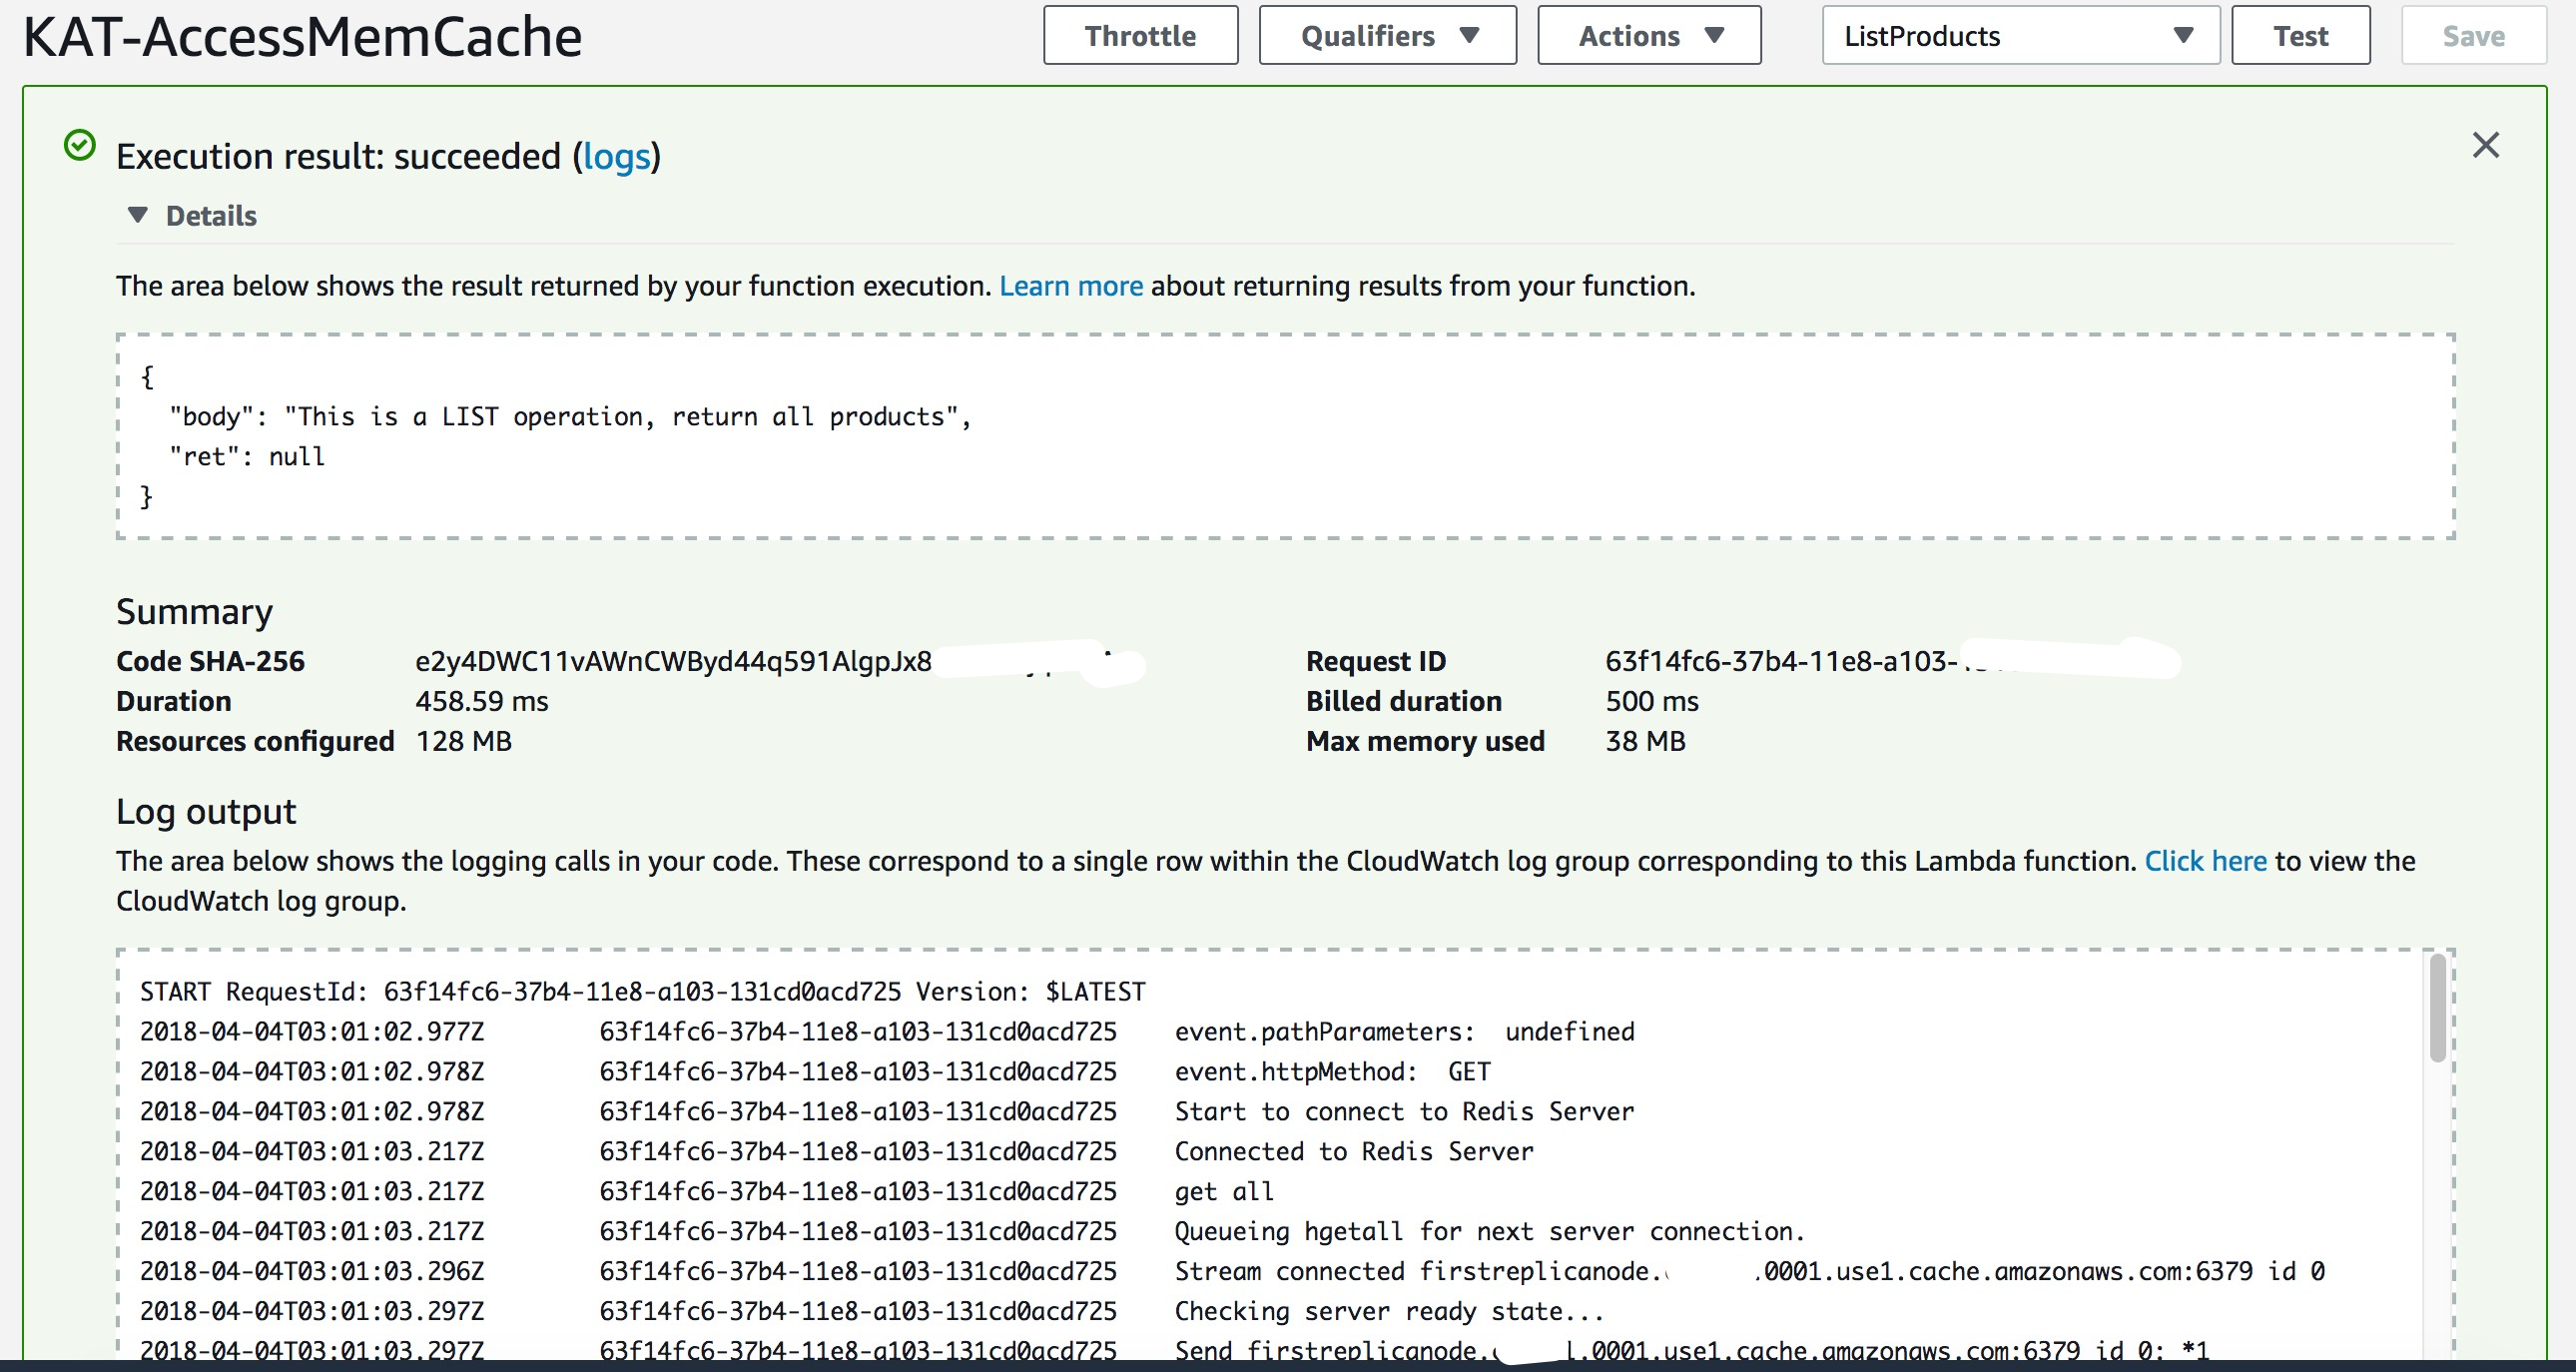 KAT-AccessMemCache
Throttle
Qualifiers
Actions
ListProducts
Test
Save
Execution result: succeeded (logs)
Details
The area below shows the result returned by your function execution. Learn more about returning results from your function.
{
"body": "This is a LIST operation, return all products",
"ret": null
}
Summary
Code SHA-256 e2y4DWC11vAWnCWByd44q591AlgpJx8
Request ID 63f14fc6-37b4-11e8-a103-
Duration 458.59 ms
Billed duration 500 ms
Resources configured 128 MB
Max memory used 38 MB
Log output
The area below shows the logging calls in your code. These correspond to a single row within the CloudWatch log group corresponding to this Lambda function. Click here to view the
CloudWatch log group.
START RequestId: 63f14fc6-37b4-11e8-a103-131cd0acd725 Version: $LATEST
2018-04-04T03:01:02.977Z 63f14fc6-37b4-11e8-a103-131cd0acd725 event.pathParameters: undefined
2018-04-04T03:01:02.978Z 63f14fc6-37b4-11e8-a103-131cd0acd725 event.httpMethod: GET
2018-04-04T03:01:02.978Z 63f14fc6-37b4-11e8-a103-131cd0acd725 Start to connect to Redis Server
2018-04-04T03:01:03.217Z 63f14fc6-37b4-11e8-a103-131cd0acd725 Connected to Redis Server
2018-04-04T03:01:03.217Z 63f14fc6-37b4-11e8-a103-131cd0acd725 get all
2018-04-04T03:01:03.217Z 63f14fc6-37b4-11e8-a103-131cd0acd725 Queueing hgetall for next server connection.
2018-04-04T03:01:03.296Z 63f14fc6-37b4-11e8-a103-131cd0acd725 Stream connected firstreplicanode. .0001.use1.cache.amazonaws.com:6379 id 0
2018-04-04T03:01:03.297Z 63f14fc6-37b4-11e8-a103-131cd0acd725 Checking server ready state...
2018-04-04T03:01:03.297Z 63f14fc6-37b4-11e8-a103-131cd0acd725 Send firstreplicanode. .0001.use1.cache.amazonaws.com:6379 id 0: *1